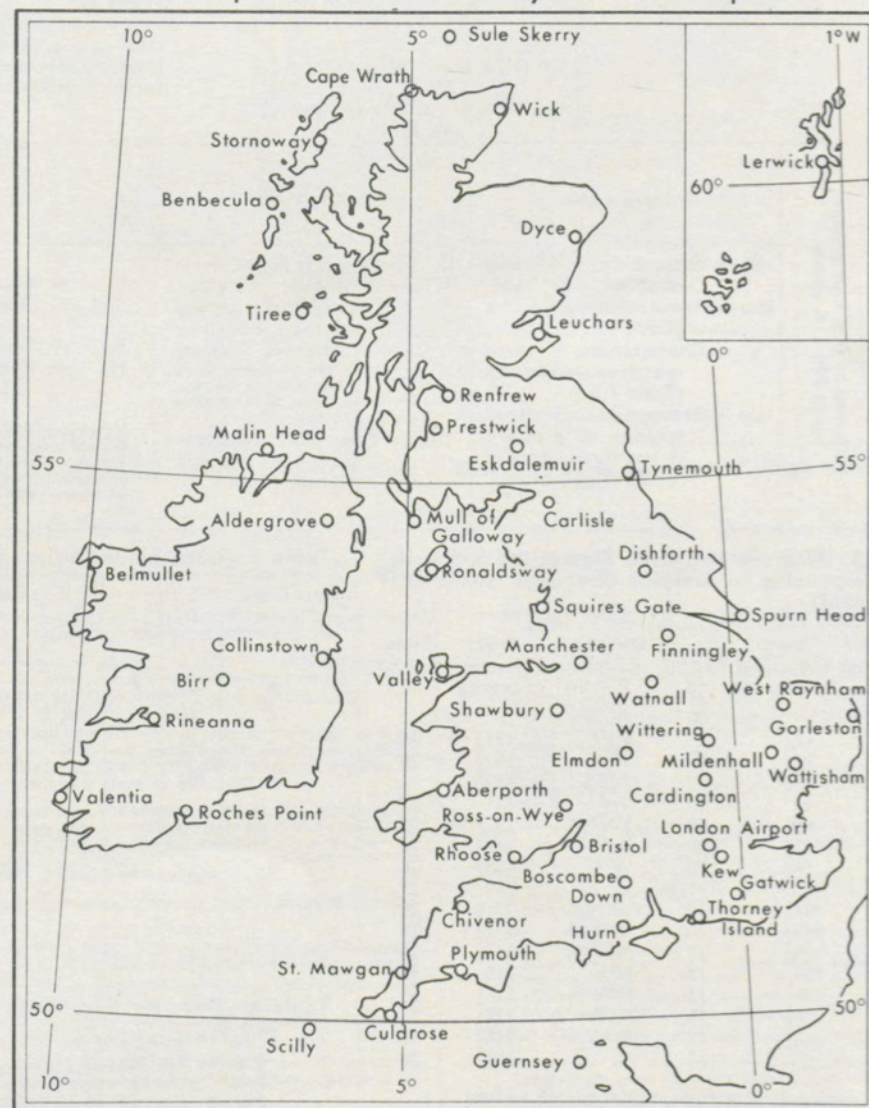 10°
5°
Sule Skerry
1°W
Cape Wrath
Wick
Stornoway
Lerwick
60°
Benbecula
Dyce
Tiree
Leuchars
0°
Renfrew
Prestwick
Malin Head
Eskdalemuir
55°
Tynemouth
55°
Aldergrove
Mull of
Galloway
Carlisle
Dishforth
Belmullet
Ronaldsway
Squires Gate
Spurn Head
Collinstown
Manchester
Finningley
Birr
Valley
Watnall
West Raynham
Rineanna
Shawbury
Wittering
Gorleston
Elmdon
Mildenhall
Wattisham
Valentia
Aberporth
Cardington
Roches Point
Ross-on-Wye
London Airport
Rhoose
Bristol
Kew
Boscombe
Down
Gatwick
Chivenor
Thorney
Island
Hurn
St. Mawgan
Plymouth
50°
50°
Scilly
Culdrose
Guernsey
10°
5°
0°